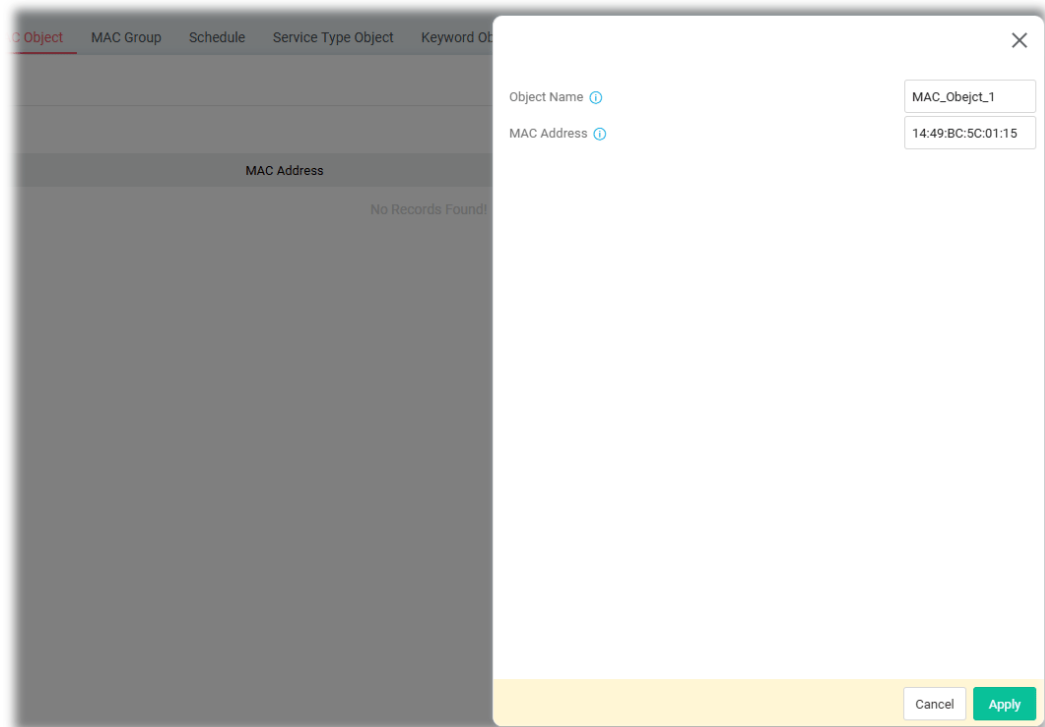 C Object MAC Group Schedule Service Type Object Keyword Ob
Object Name
MAC_Obejct_1
MAC Address
14:49:BC:5C:01:15
MAC Address
No Records Found!
Cancel Apply